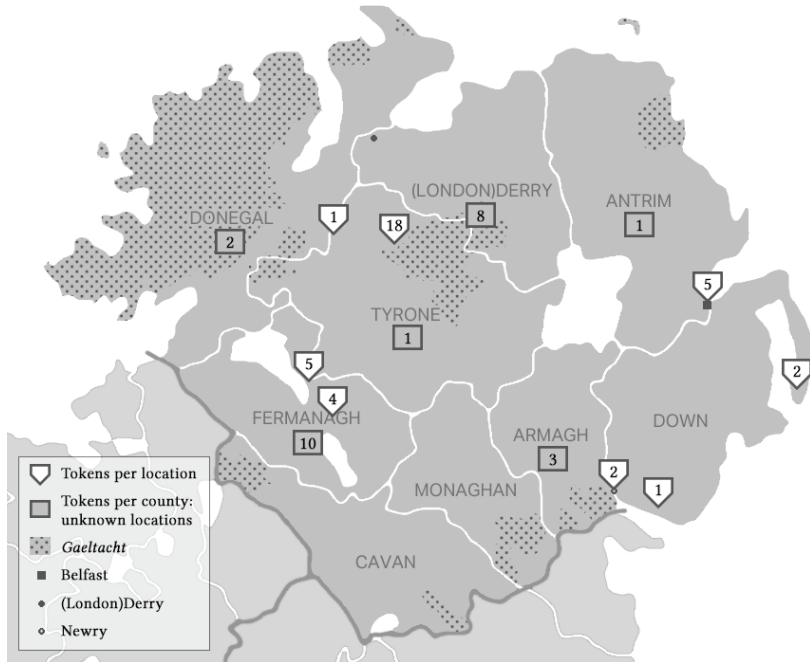 (LONDON)DERRY
8
ANTRIM
1
DONEGAL
2
1
18
5
TYRONE
1
5
4
FERMANAGH
10
2
DOWN
ARMAGH
3
2
1
MONAGHAN
CAVAN
Tokens per location
Tokens per county:
unknown locations
Gaeltacht
Belfast
(London)Derry
Newry